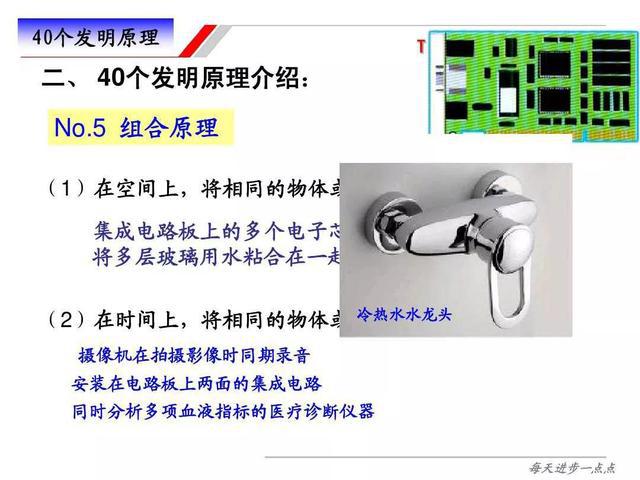 40个发明原理
T
二、 40个发明原理介绍：
No.5 组合原理
（1）在空间上，将相同的物体或
集成电路板上的多个电子芯
将多层玻璃用水粘合在一起
冷热水水龙头
（2）在时间上，将相同的物体或
摄像机在拍摄影像时同期录音
安装在电路板上两面的集成电路
同时分析多项血液指标的医疗诊断仪器
每天进步一点点